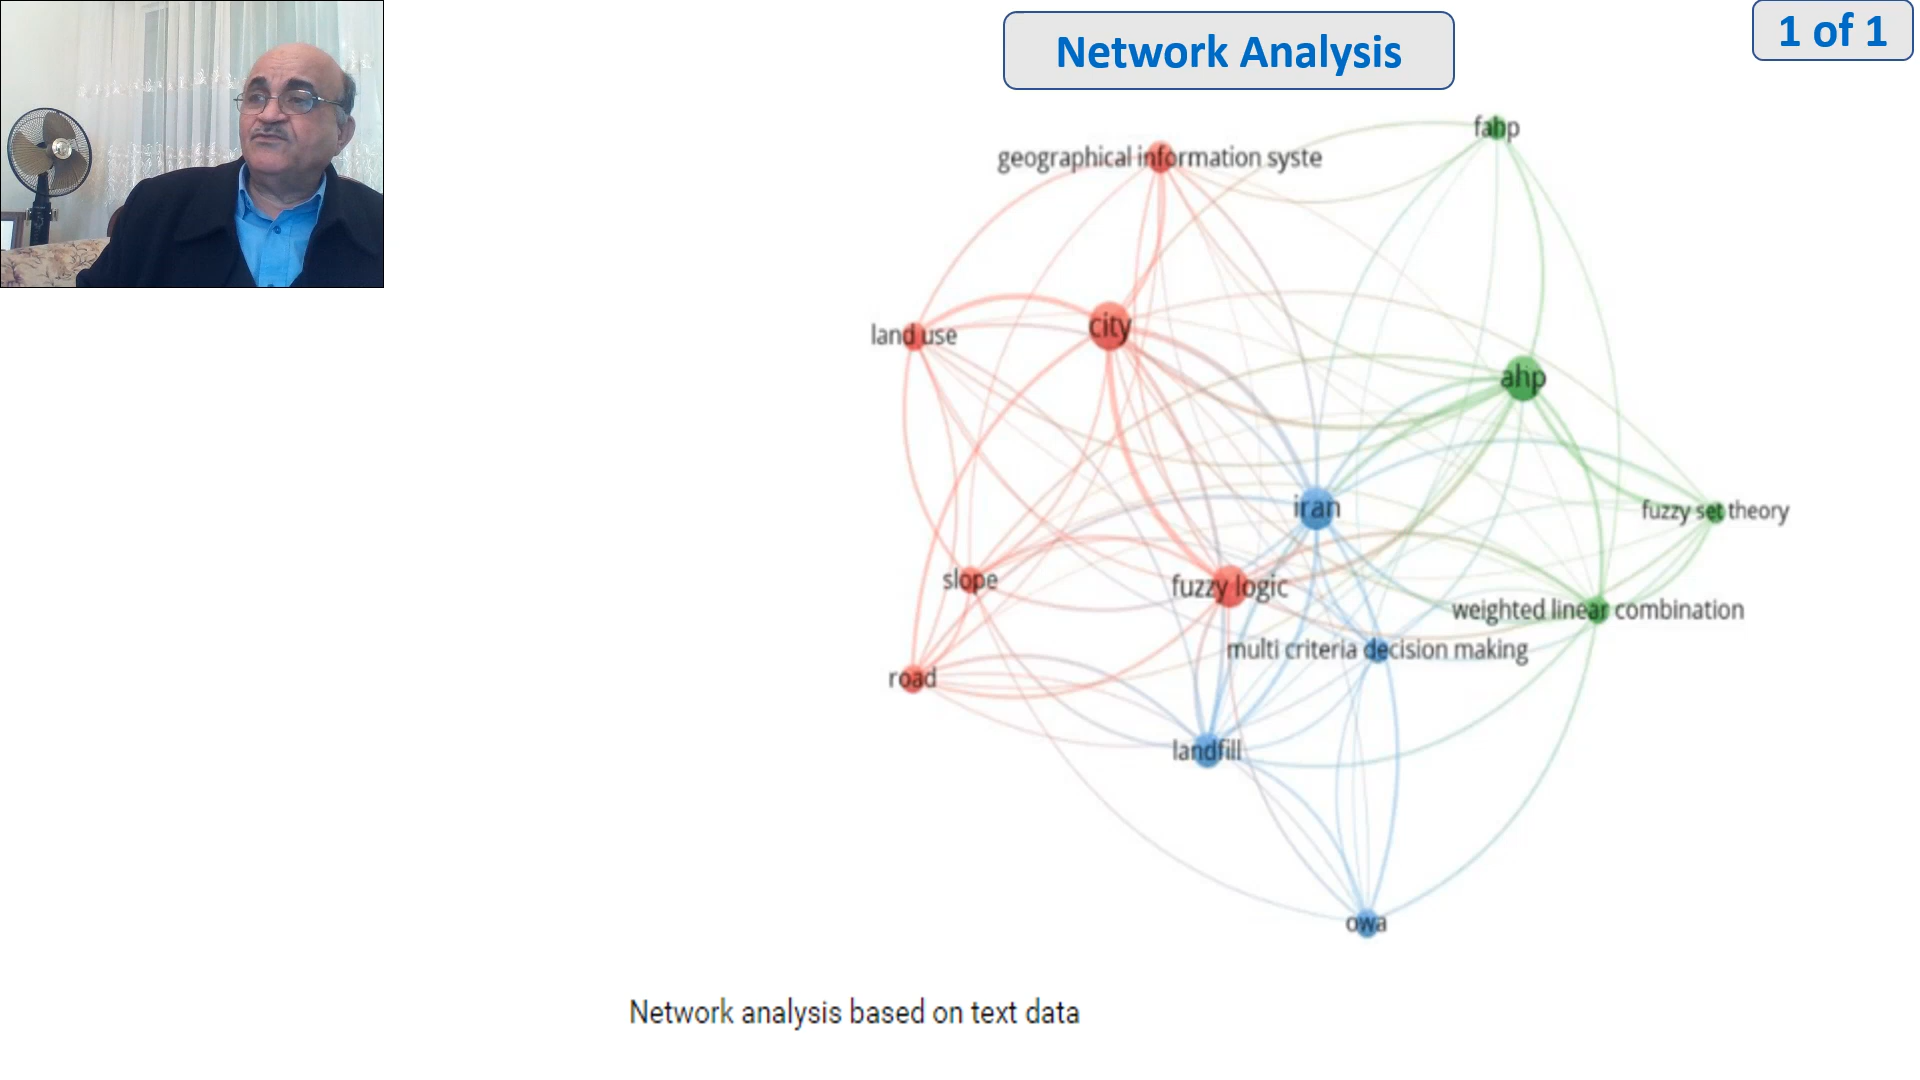 Network Analysis
1 of 1
fahp
geographical information syste
land use
city
ahp
iran
fuzzy set theory
slope
fuzzy logic
weighted linear combination
multi criteria decision making
road
landfill
owa
Network analysis based on text data